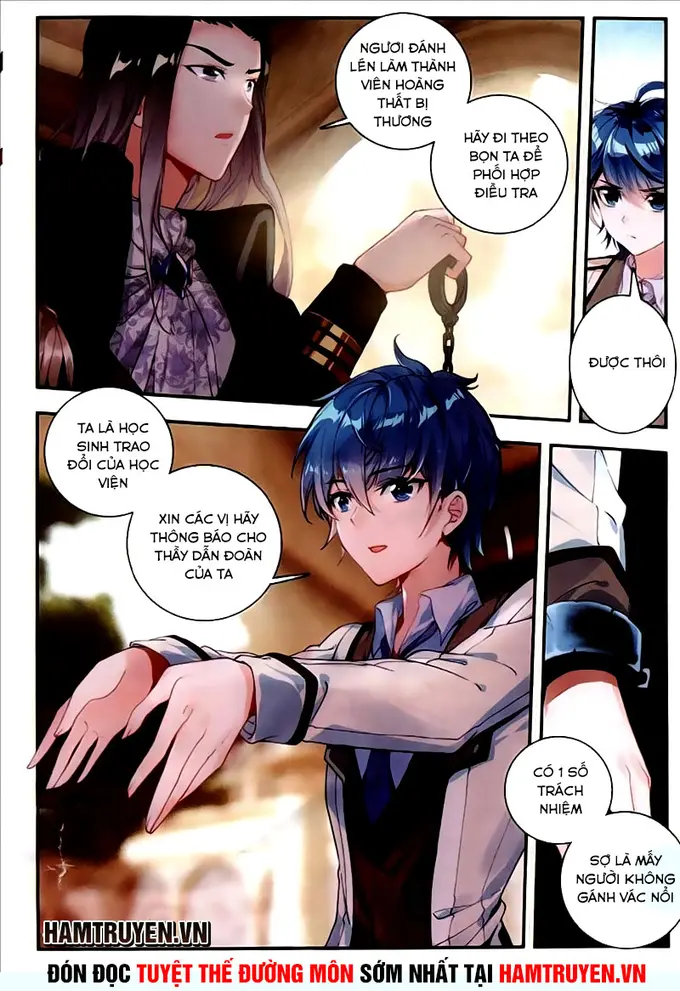 NGƯƠI ĐÁNH
LÉN LÀM THÀNH
VIÊN HOÀNG
THẤT BỊ
THƯƠNG
HÃY ĐI THEO
BỌN TA ĐỂ
PHỐI HỢP
ĐIỀU TRA
ĐƯỢC THÔI
TA LÀ HỌC
SINH TRAO
ĐỔI CỦA HỌC
VIỆN
XIN CÁC VỊ HÃY
THÔNG BÁO CHO
THẦY DẪN ĐOÀN
CỦA TA
CÓ 1 SỐ
TRÁCH
NHIỆM
SỢ LÀ MẤY
NGƯỜI KHÔNG
GÁNH VÁC NỔI
HAMTRUYEN.VN
ĐÓN ĐỌC TUYỆT THẾ ĐƯỜNG MÔN SỚM NHẤT TẠI HAMTRUYEN.VN